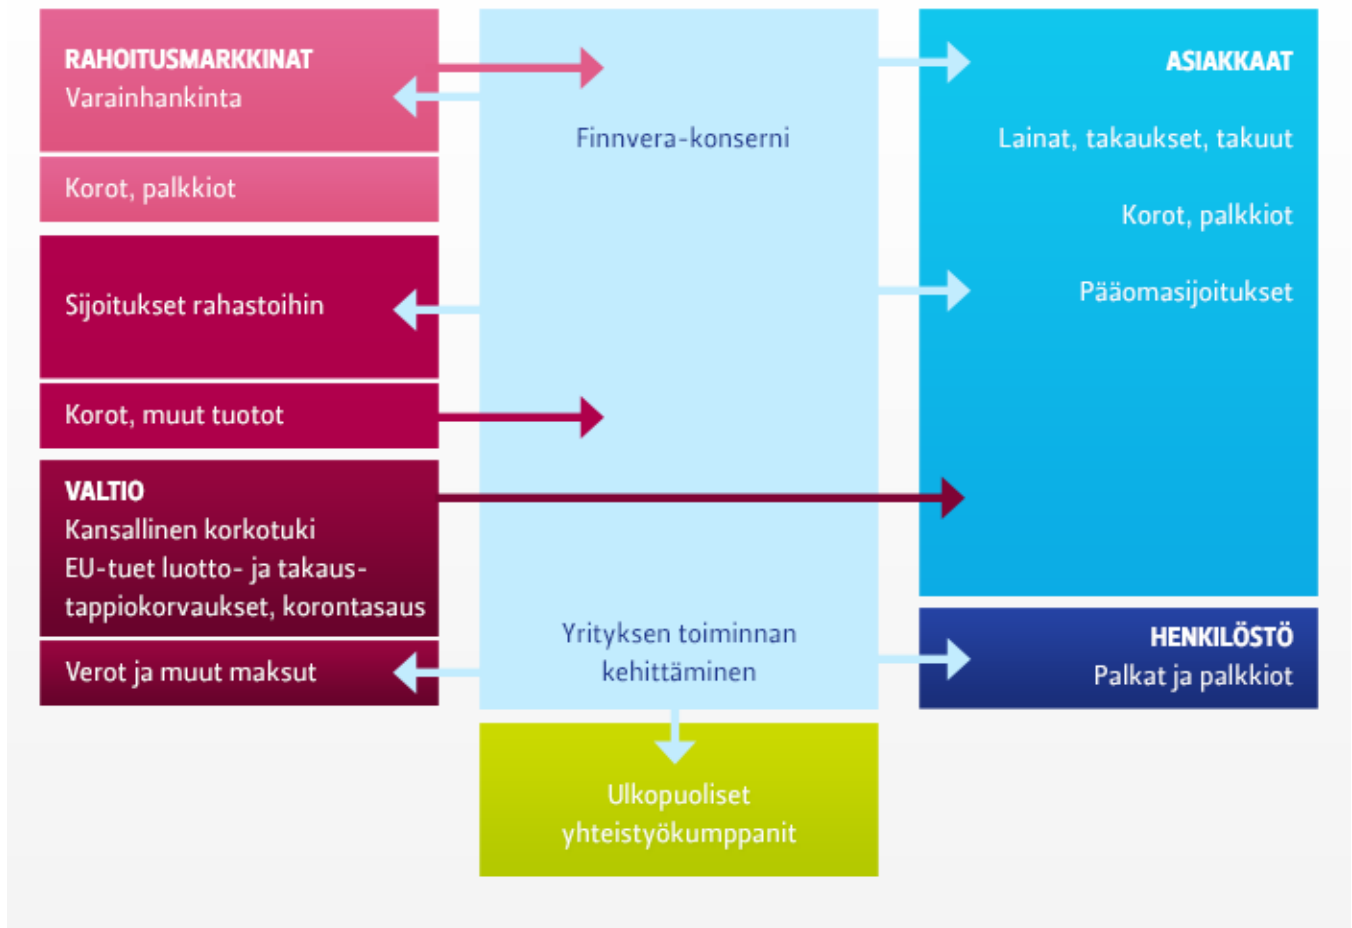 RAHOITUSMARKKINAT
Varainhankinta
Korot, palkkiot
Sijoitukset rahastoihin
Korot, muut tuotot
VALTIO
Kansallinen korkotuki
EU-tuet luotto- ja takaus-
tappiokorvaukset, korontasaus
Verot ja muut maksut
Finnvera-konserni
Yrityksen toiminnan
kehittäminen
Ulkopuoliset
yhteistyökumppanit
ASIAKKAAT
Lainat, takaukset, takuut
Korot, palkkiot
Pääomasijoitukset
HENKILÖSTÖ
Palkat ja palkkiot